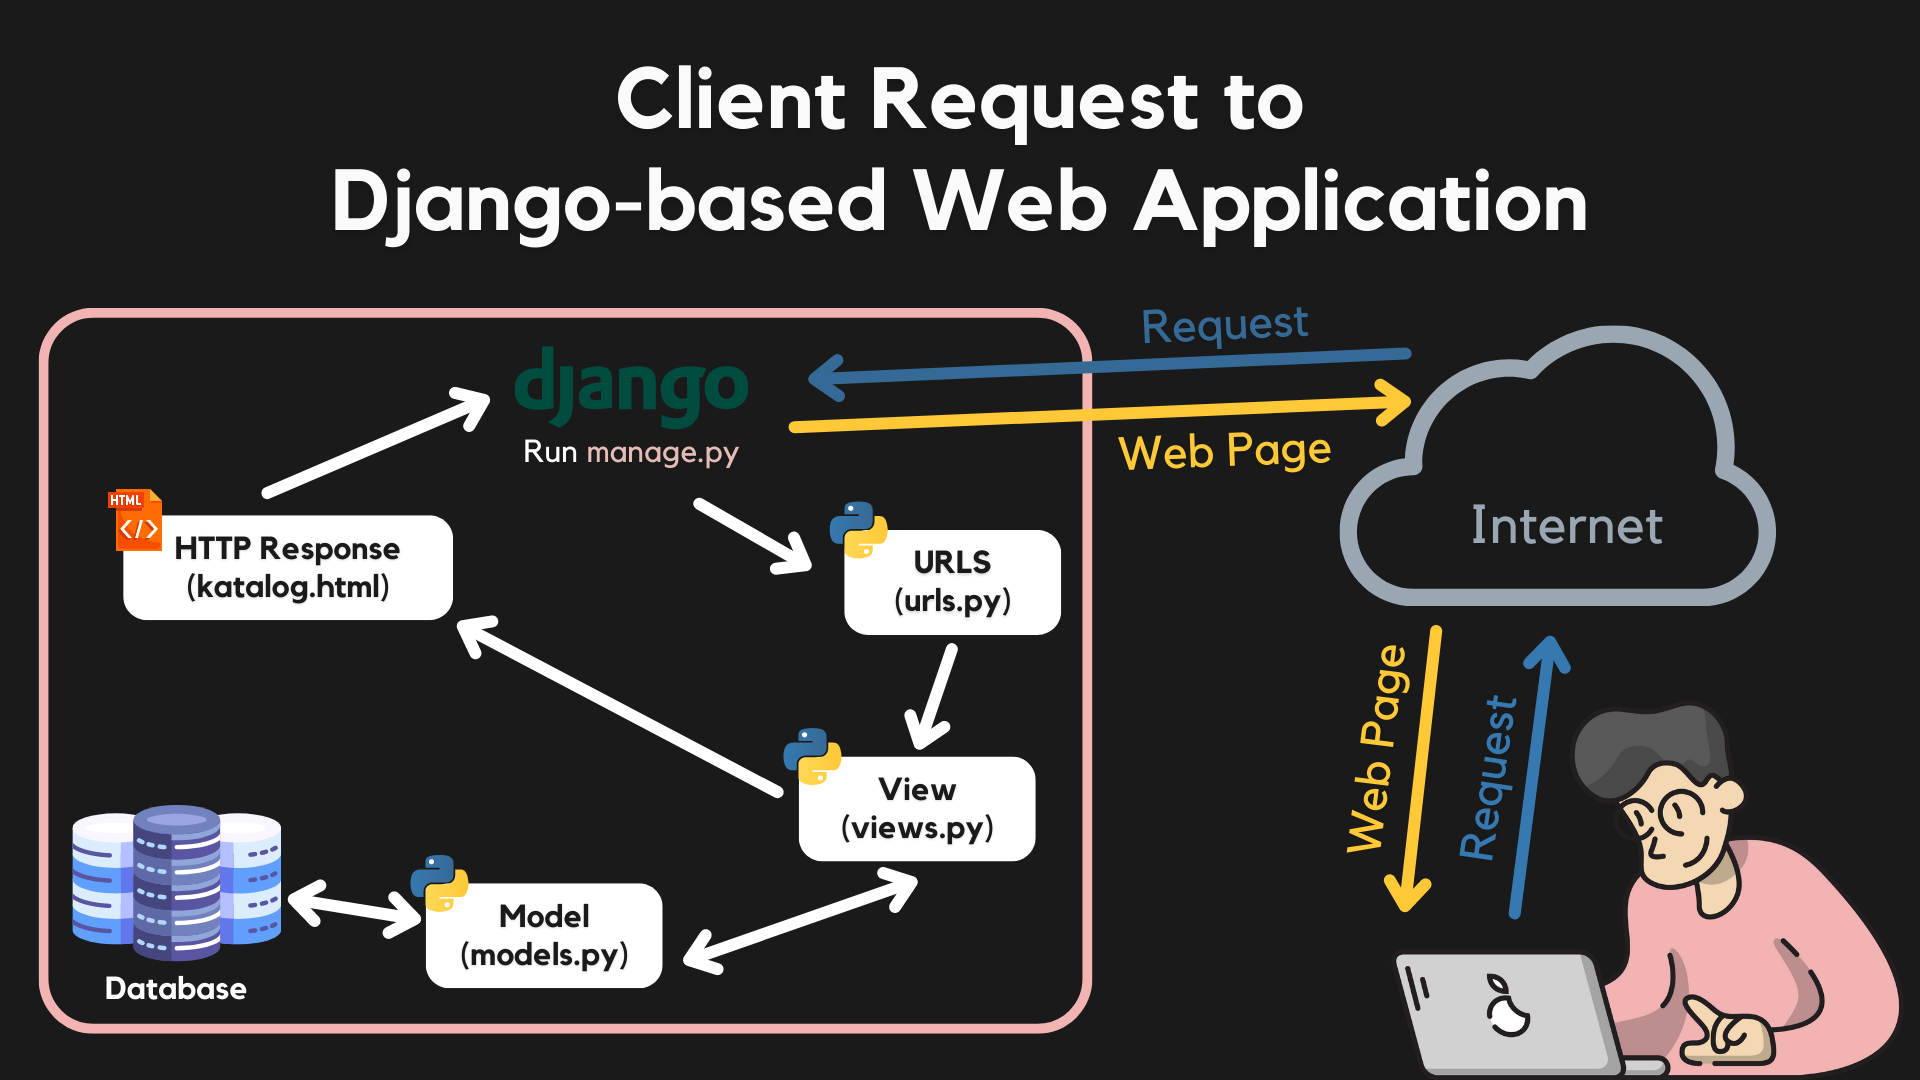 Client Request to
Django-based Web Application
Request
django
Run manage.py
Web Page
HTML
</>
HTTP Response
(katalog.html)
URLS
(urls.py)
Internet
Web Page
Request
View
(views.py)
Model
(models.py)
Database